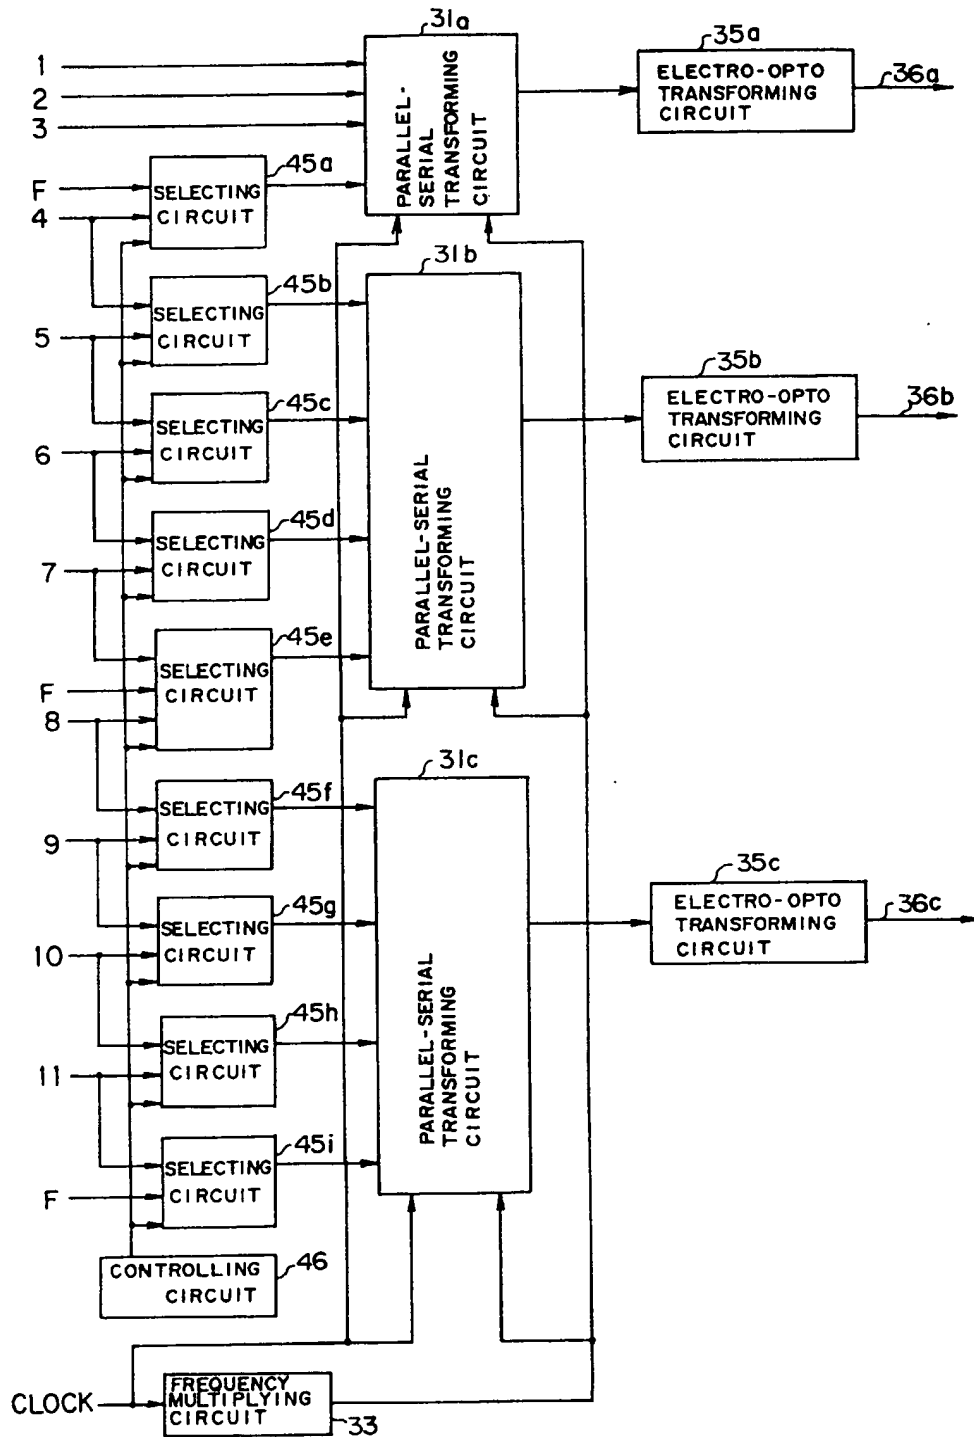 31a
PARALLEL-
SERIAL
TRANSFORMING
CIRCUIT
1
2
3
35a
ELECTRO-OPTO
TRANSFORMING
CIRCUIT
36a
F
4
SELECTING
CIRCUIT
45a
31b
PARALLEL-SERIAL
TRANSFORMING
CIRCUIT
5
SELECTING
CIRCUIT
45b
35b
ELECTRO-OPTO
TRANSFORMING
CIRCUIT
36b
6
SELECTING
CIRCUIT
45c
7
SELECTING
CIRCUIT
45d
F
8
SELECTING
CIRCUIT
45e
31c
PARALLEL-SERIAL
TRANSFORMING
CIRCUIT
9
SELECTING
CIRCUIT
45f
35c
ELECTRO-OPTO
TRANSFORMING
CIRCUIT
36c
10
SELECTING
CIRCUIT
45g
11
SELECTING
CIRCUIT
45h
F
SELECTING
CIRCUIT
45i
CONTROLLING
CIRCUIT
46
CLOCK
FREQUENCY
MULTIPLYING
CIRCUIT
33